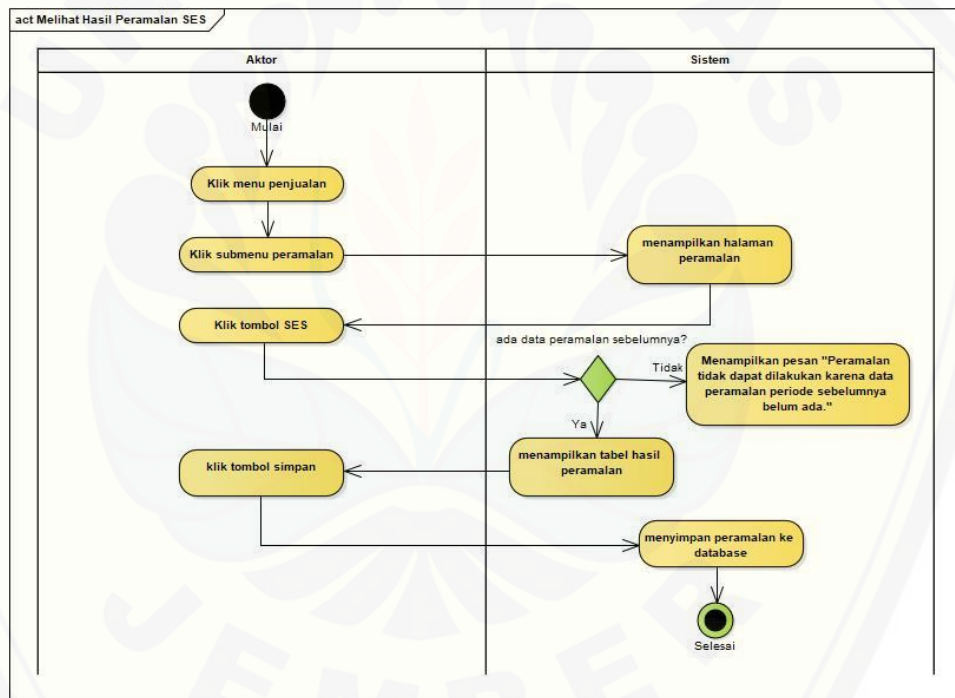 act Melihat Hasil Peramalan SES
Aktor
Sistem
Mulai
Klik menu penjualan
Klik submenu peramalan
menampilkan halaman
peramalan
Klik tombol SES
ada data peramalan sebelumnya?
Tidak
Menampilkan pesan "Peramalan
tidak dapat dilakukan karena data
peramalan periode sebelumnya
belum ada."
Ya
menampilkan tabel hasil
peramalan
klik tombol simpan
menyimpan peramalan ke
database
Selesai
JEMBER